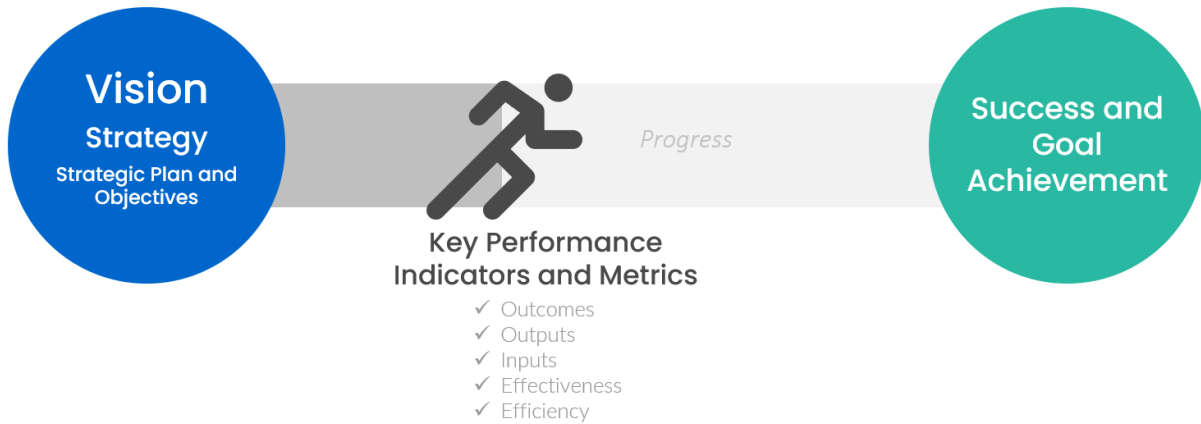 Vision
Strategy
Strategic Plan and
Objectives
Progress
Success and
Goal
Achievement
Key Performance
Indicators and Metrics
✓ Outcomes
✓ Outputs
✓ Inputs
✓ Effectiveness
✓ Efficiency